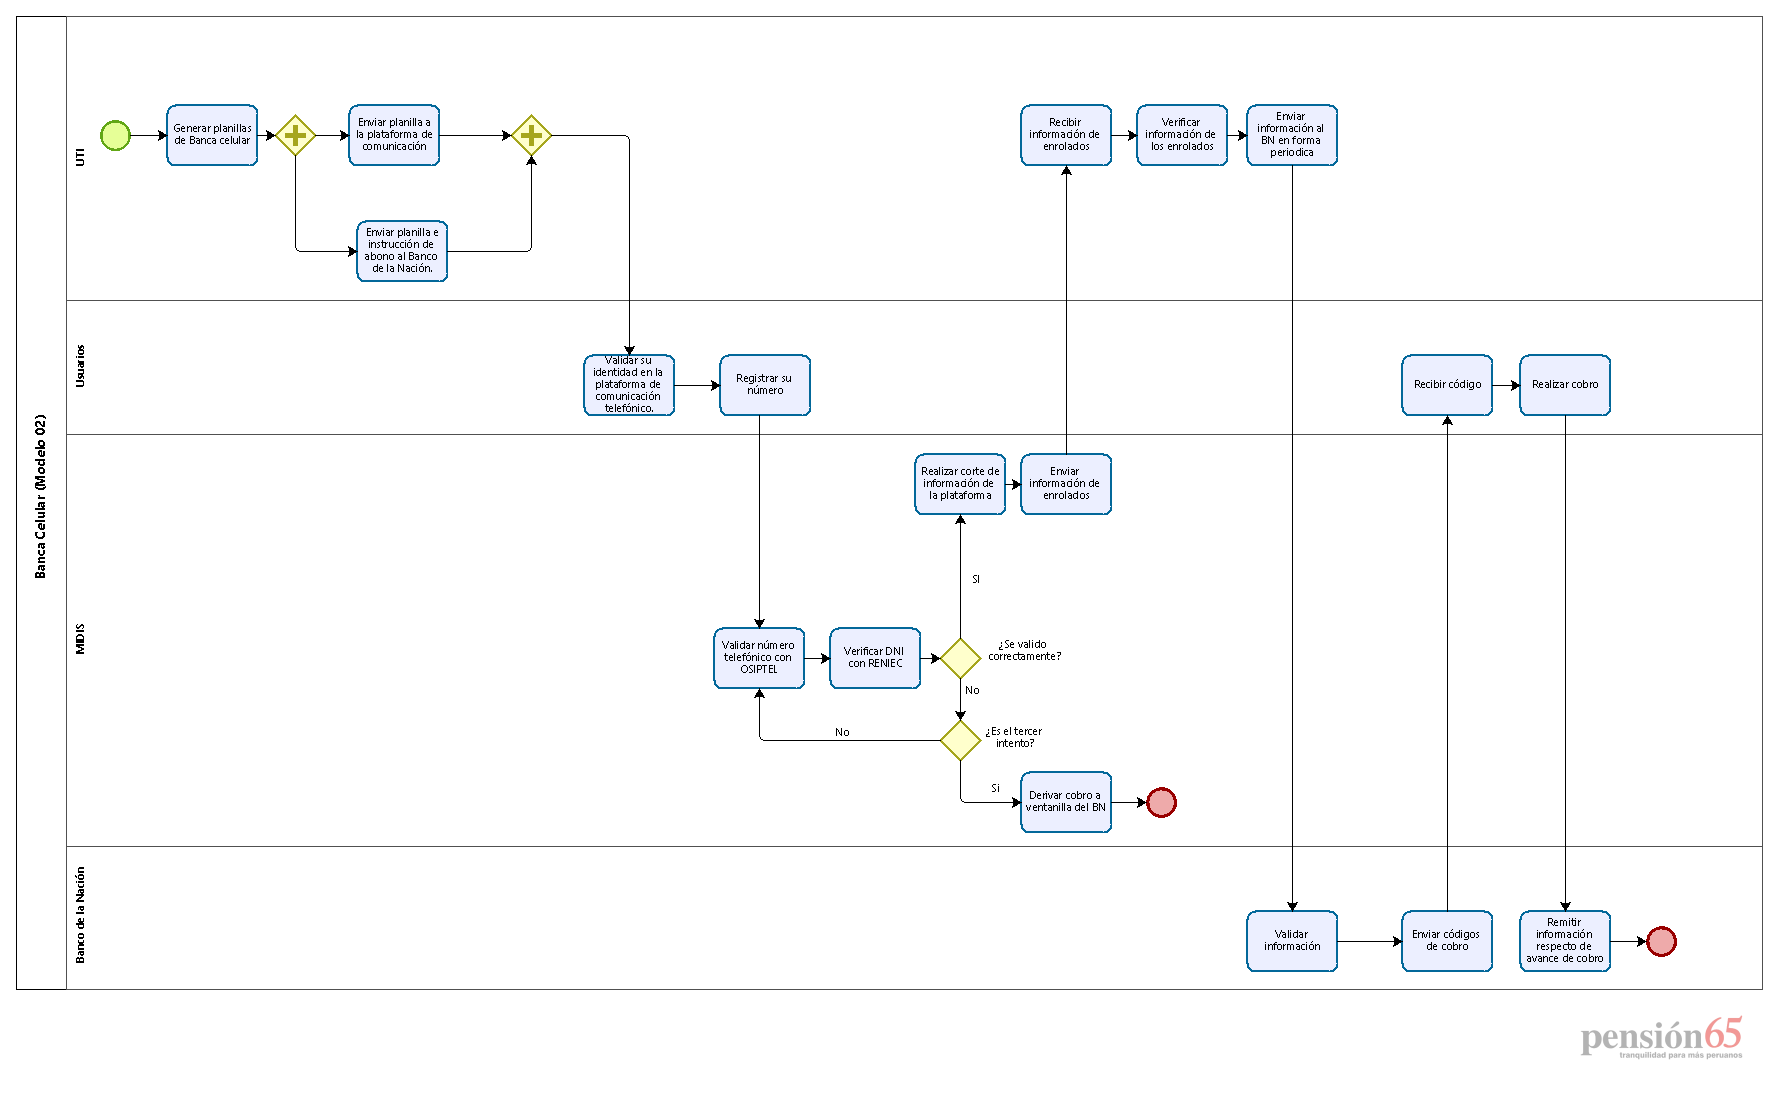 Banca Celular (Modelo 02)
UTI
Generar planillas
de Banca celular
Enviar planilla a
la plataforma de
comunicación
Enviar planilla e
instrucción de
abono al Banco
de la Nación.
Recibir
información de
enrolados
Verificar
información de
los enrolados
Enviar
información al
BN en forma
periodica
Usuarios
Validar su
identidad en la
plataforma de
comunicación
telefónico.
Registrar su
número
Recibir código
Realizar cobro
MIDIS
Realizar corte de
información de
la plataforma
Enviar
información de
enrolados
SI
Validar número
telefónico con
OSIPTEL
Verificar DNI
con RENIEC
¿Se valido
correctamente?
No
No
¿Es el tercer
intento?
Si
Derivar cobro a
ventanilla del BN
Banco de la Nación
Validar
información
Enviar códigos
de cobro
Remitir
información
respecto de
avance de cobro
pensión65
tranquilidad para más peruanos